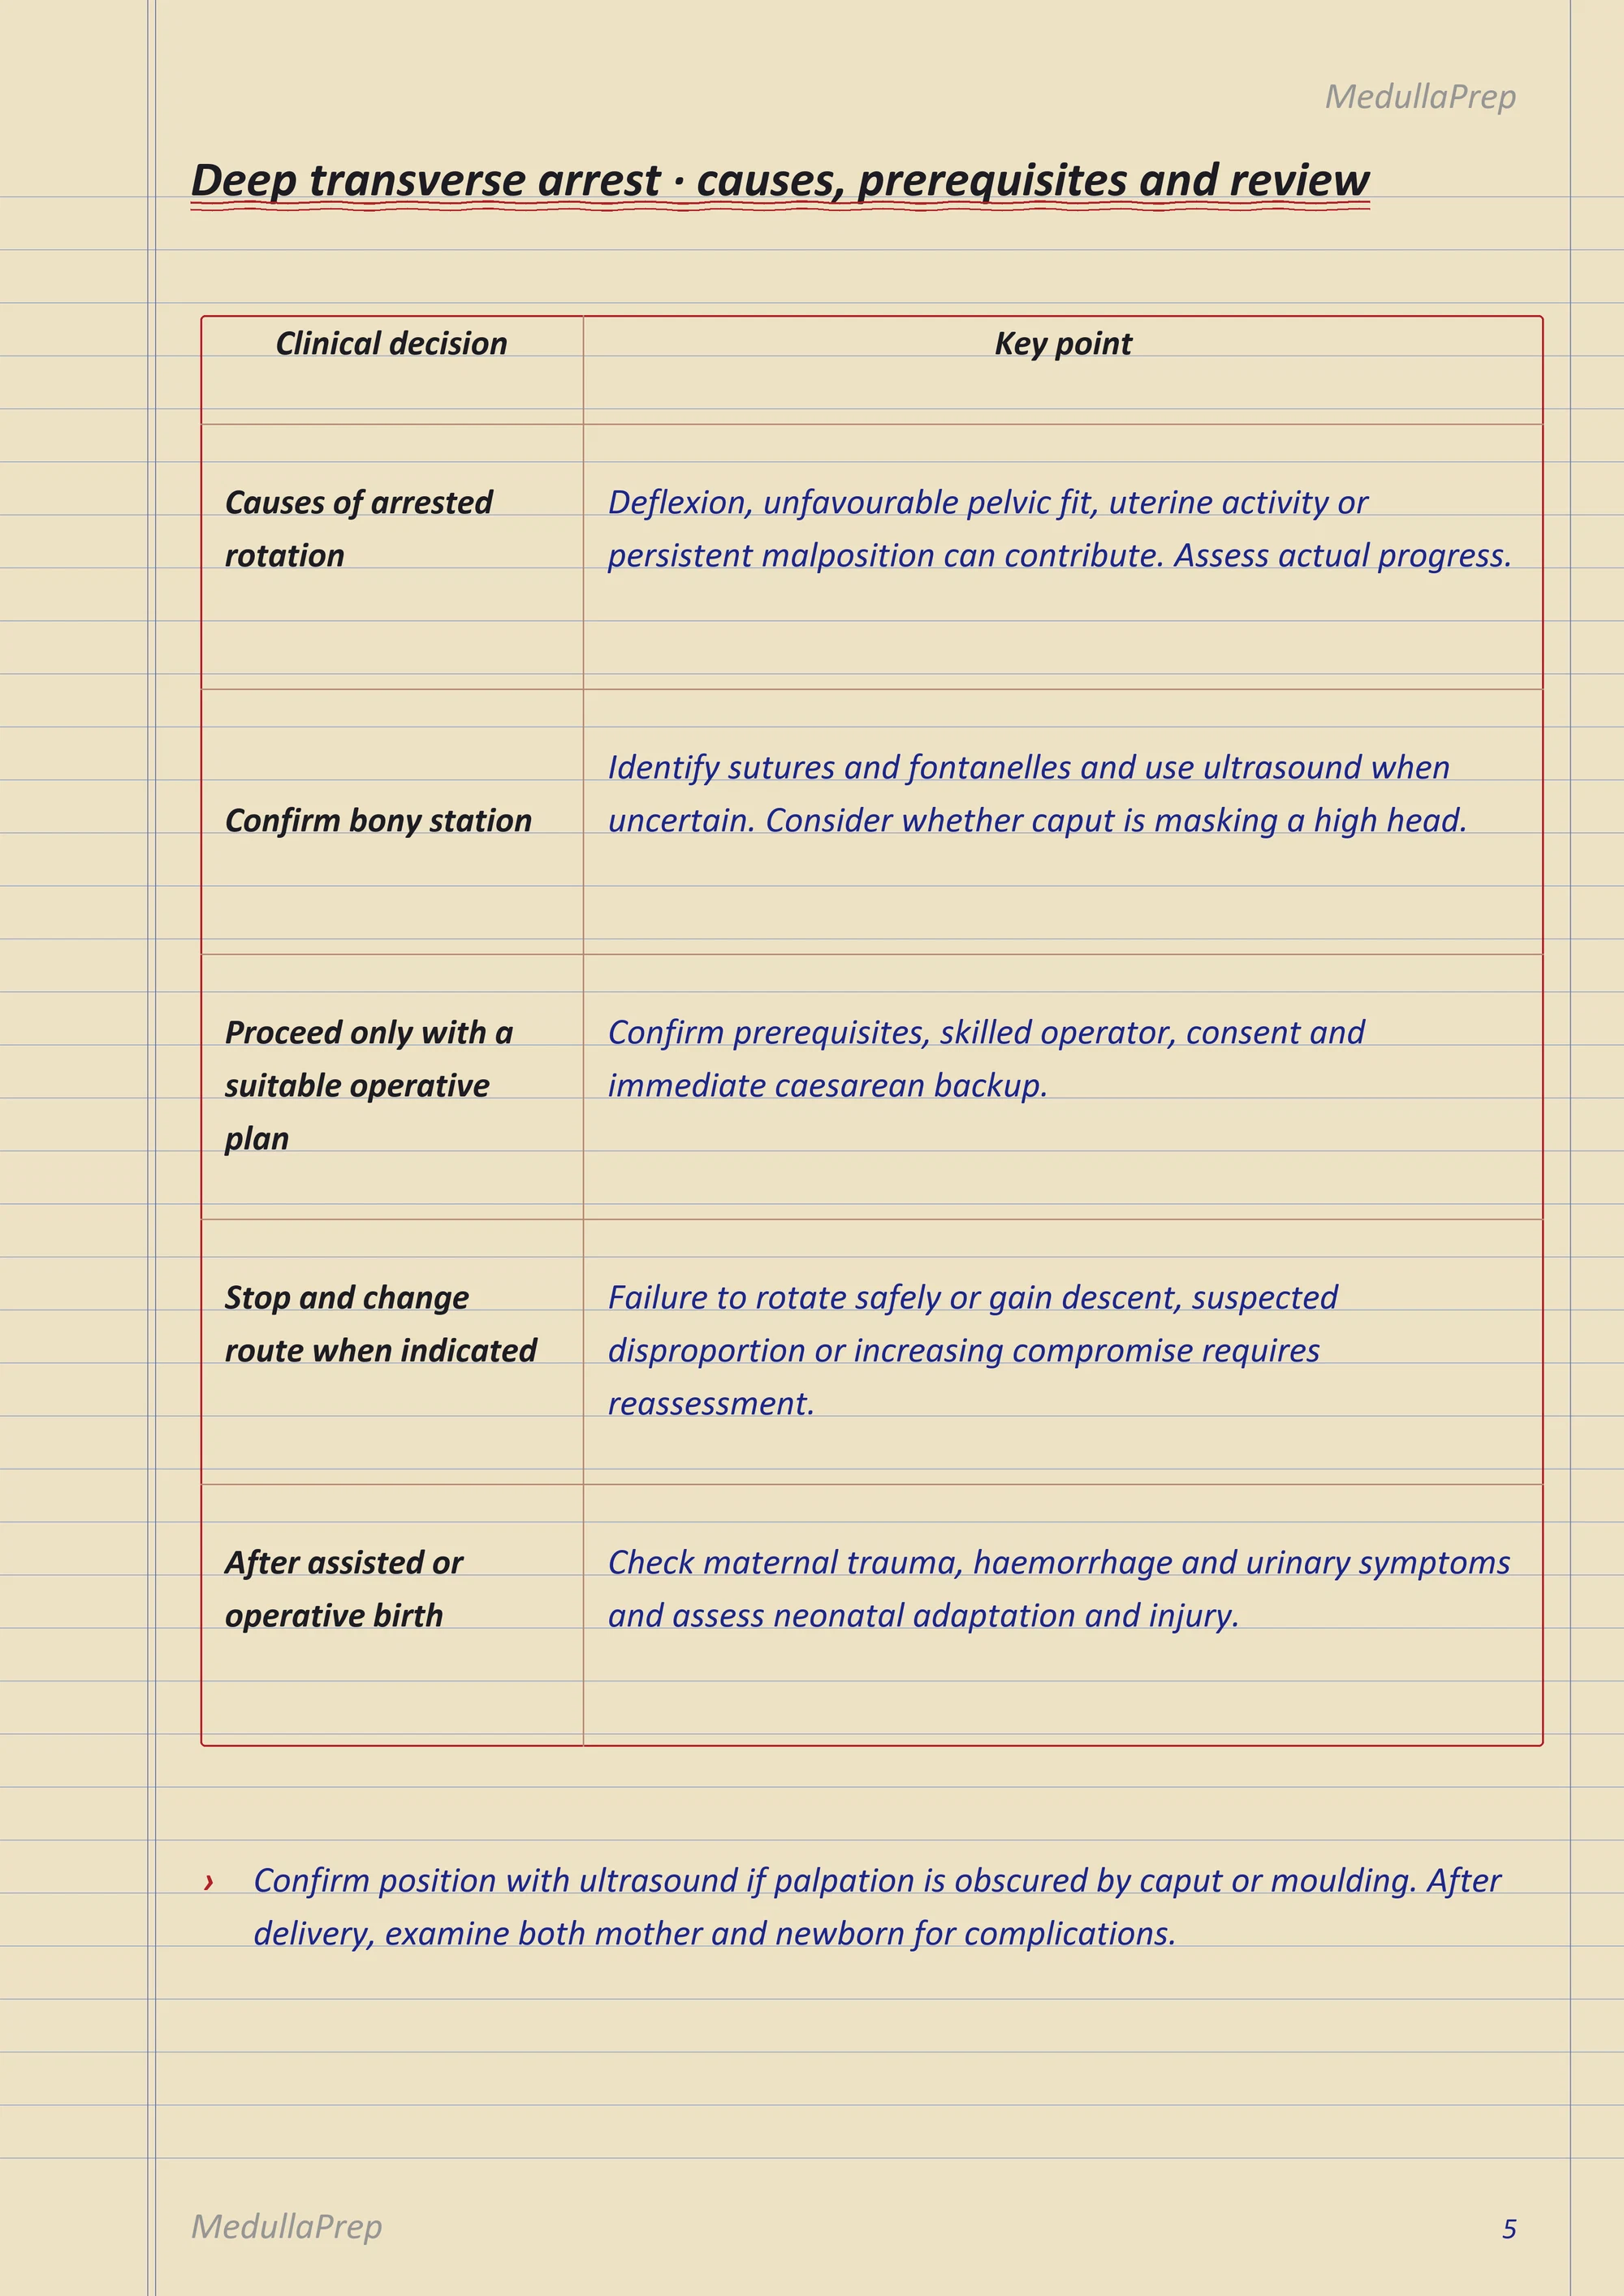 MedullaPrep
Deep transverse arrest · causes, prerequisites and review
Clinical decision
Key point
Causes of arrested
rotation
Deflexion, unfavourable pelvic fit, uterine activity or
persistent malposition can contribute. Assess actual progress.
Confirm bony station
Identify sutures and fontanelles and use ultrasound when
uncertain. Consider whether caput is masking a high head.
Proceed only with a
suitable operative
plan
Confirm prerequisites, skilled operator, consent and
immediate caesarean backup.
Stop and change
route when indicated
Failure to rotate safely or gain descent, suspected
disproportion or increasing compromise requires
reassessment.
After assisted or
operative birth
Check maternal trauma, haemorrhage and urinary symptoms
and assess neonatal adaptation and injury.
› Confirm position with ultrasound if palpation is obscured by caput or moulding. After
delivery, examine both mother and newborn for complications.
MedullaPrep
5